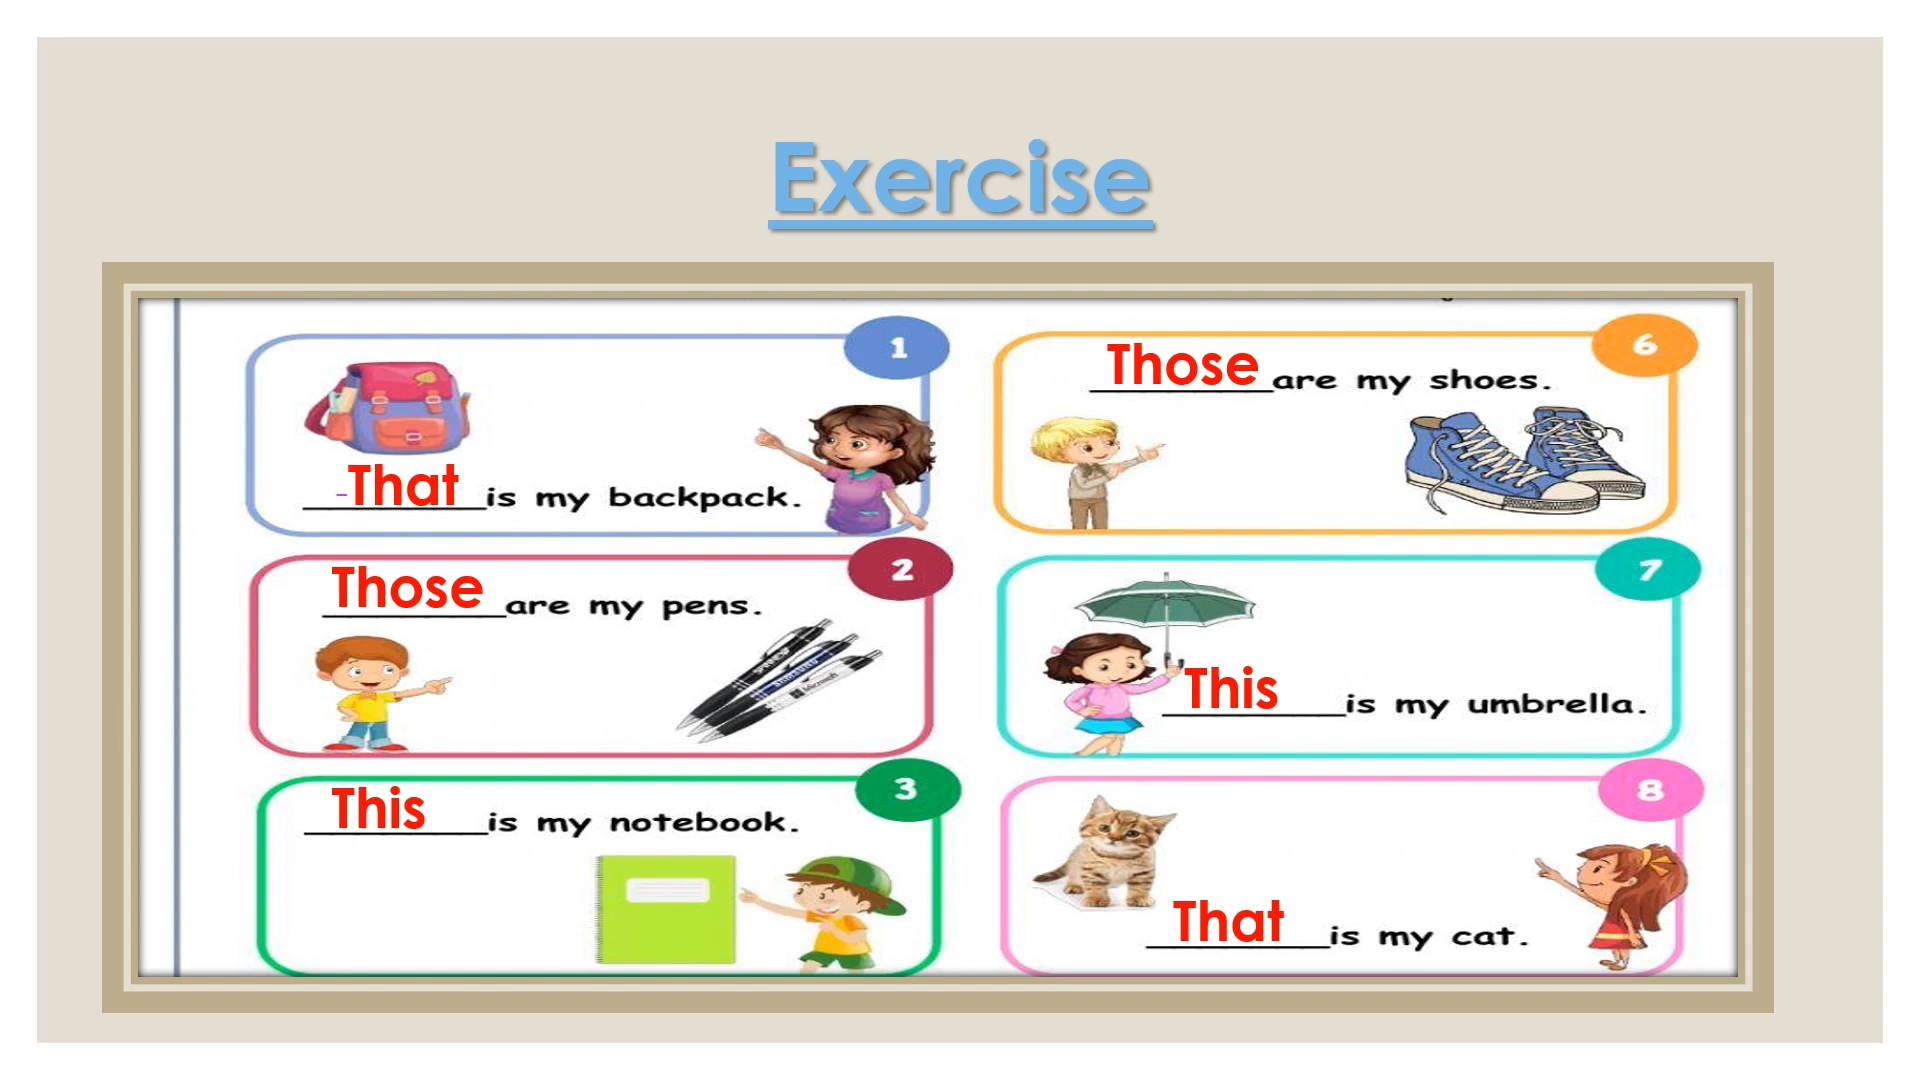 Exercise
1
-That is my backpack.
2
Those are my pens.
3
This is my notebook.
6
Those are my shoes.
7
This is my umbrella.
8
That is my cat.